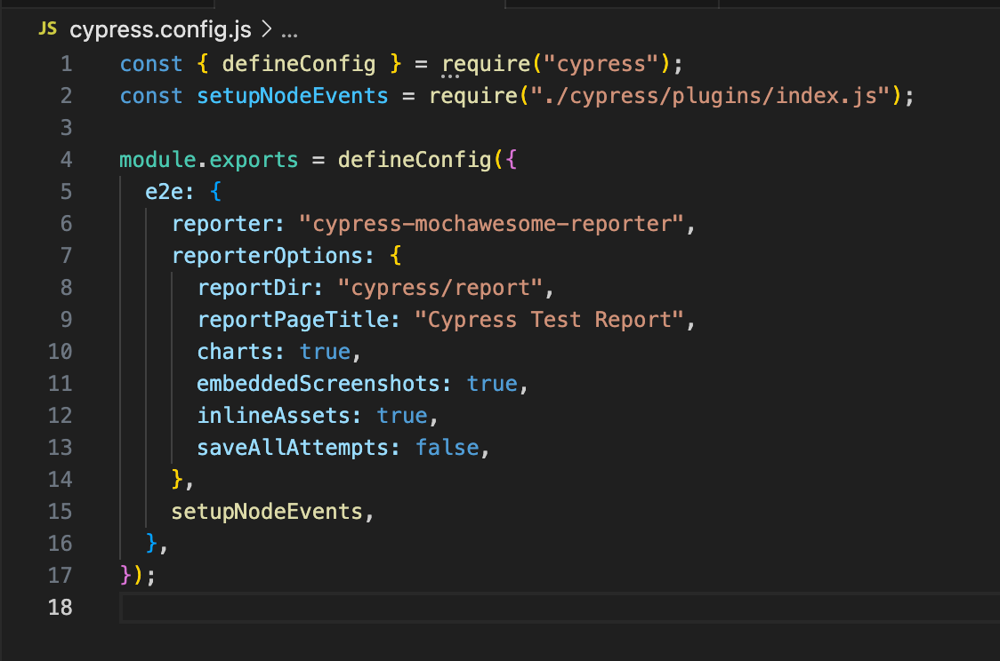 JS cypress.config.js > ...
1 const { defineConfig } = require("cypress");
2 const setupNodeEvents = require("./cypress/plugins/index.js");
3
4 module.exports = defineConfig({
5   e2e: {
6     reporter: "cypress-mochawesome-reporter",
7     reporterOptions: {
8       reportDir: "cypress/report",
9       reportPageTitle: "Cypress Test Report",
10       charts: true,
11       embeddedScreenshots: true,
12       inlineAssets: true,
13       saveAllAttempts: false,
14     },
15     setupNodeEvents,
16   },
17 });
18